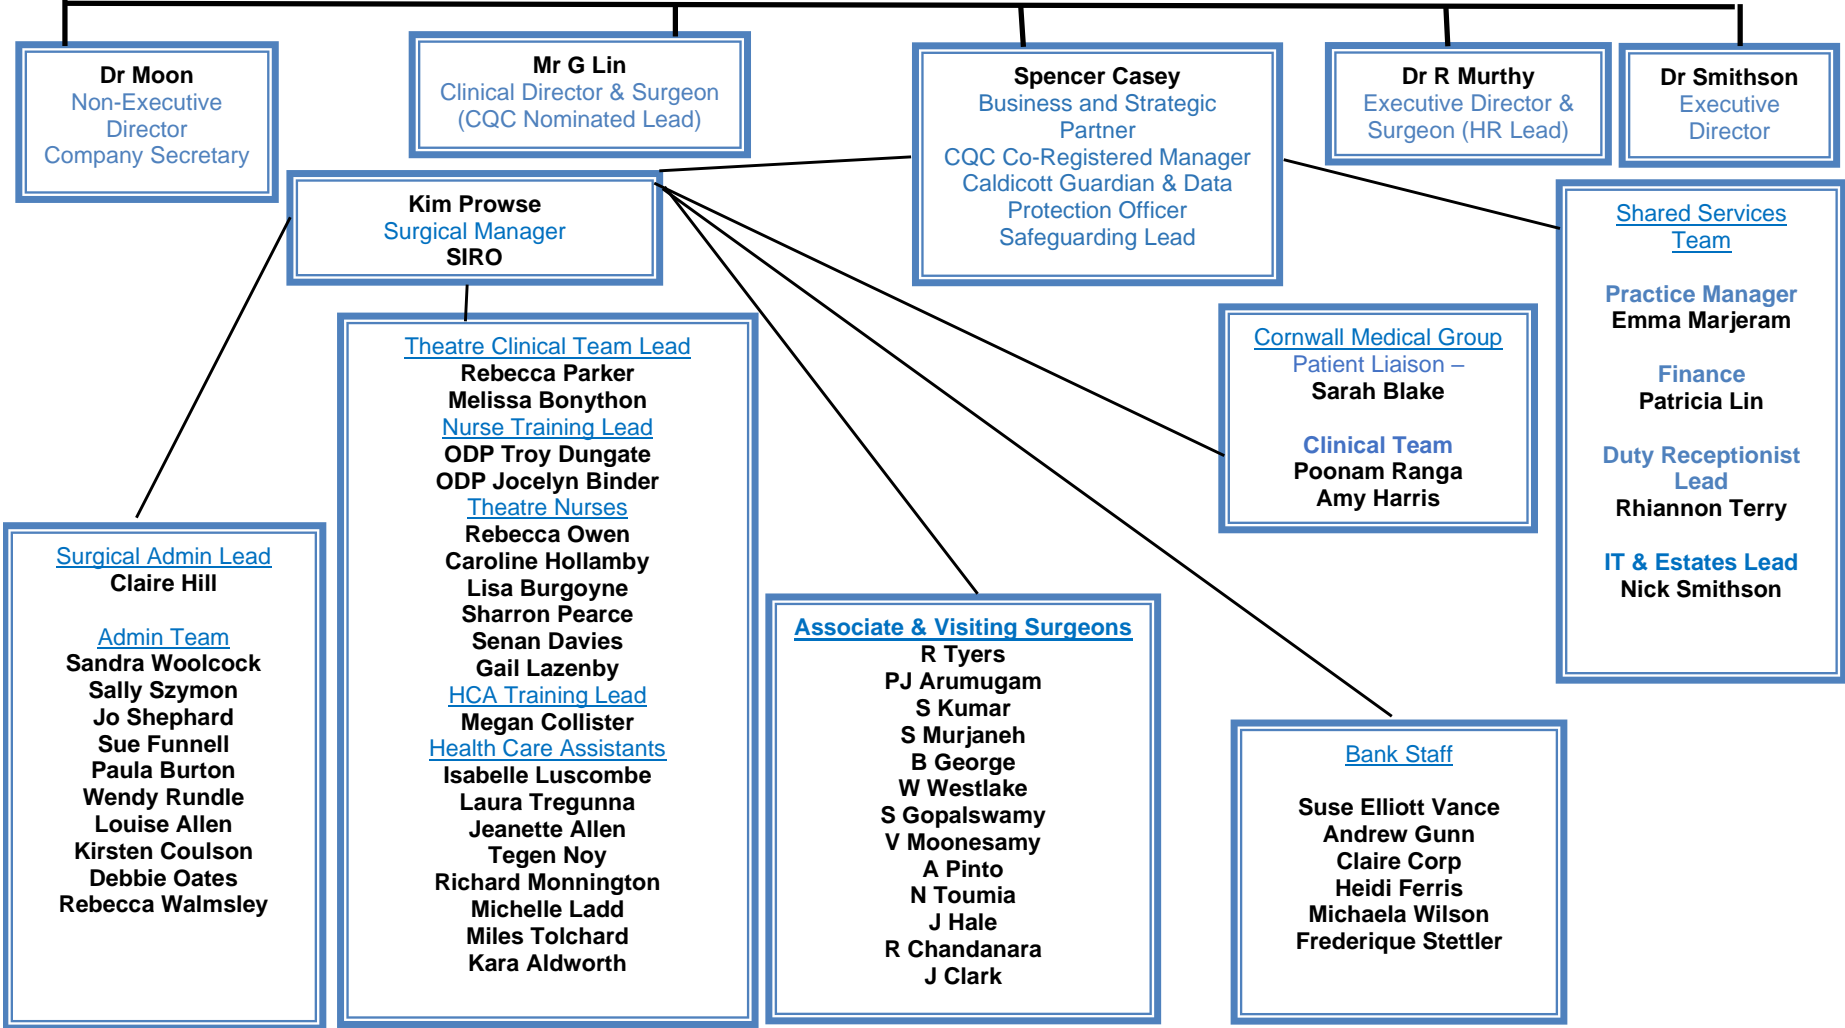 Dr Moon
Non-Executive
Director
Company Secretary
Mr G Lin
Clinical Director & Surgeon
(CQC Nominated Lead)
Spencer Casey
Business and Strategic
Partner
CQC Co-Registered Manager
Caldicott Guardian & Data
Protection Officer
Safeguarding Lead
Dr R Murthy
Executive Director &
Surgeon (HR Lead)
Dr Smithson
Executive
Director
Kim Prowse
Surgical Manager
SIRO
Shared Services
Team
Practice Manager
Emma Marjeram
Finance
Patricia Lin
Duty Receptionist
Lead
Rhiannon Terry
IT & Estates Lead
Nick Smithson
Cornwall Medical Group
Patient Liaison –
Sarah Blake
Clinical Team
Poonam Ranga
Amy Harris
Theatre Clinical Team Lead
Rebecca Parker
Melissa Bonython
Nurse Training Lead
ODP Troy Dungate
ODP Jocelyn Binder
Theatre Nurses
Rebecca Owen
Caroline Hollamby
Lisa Burgoyne
Sharron Pearce
Senan Davies
Gail Lazenby
HCA Training Lead
Megan Collister
Health Care Assistants
Isabelle Luscombe
Laura Tregunna
Jeanette Allen
Tegen Noy
Richard Monnington
Michelle Ladd
Miles Tolchard
Kara Aldworth
Surgical Admin Lead
Claire Hill
Admin Team
Sandra Woolcock
Sally Szymon
Jo Shephard
Sue Funnell
Paula Burton
Wendy Rundle
Louise Allen
Kirsten Coulson
Debbie Oates
Rebecca Walmsley
Associate & Visiting Surgeons
R Tyers
PJ Arumugam
S Kumar
S Murjaneh
B George
W Westlake
S Gopalswamy
V Moonesamy
A Pinto
N Toumia
J Hale
R Chandanara
J Clark
Bank Staff
Suse Elliott Vance
Andrew Gunn
Claire Corp
Heidi Ferris
Michaela Wilson
Frederique Stettler